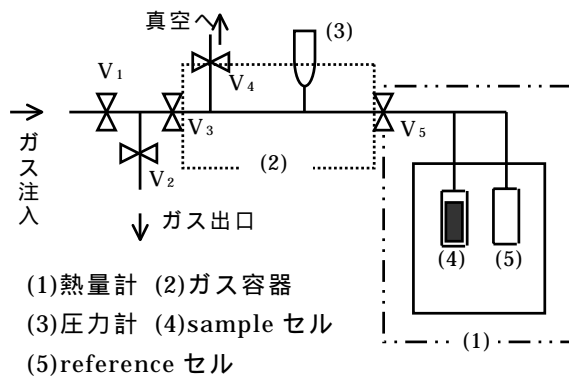 真空へ
(3)
V₁
V₄
V₃
V₅
ガス注入
V₂
(2)
ガス出口
(4)
(5)
(1)熱量計 (2)ガス容器
(3)圧力計 (4)sample セル
(1)
(5)reference セル